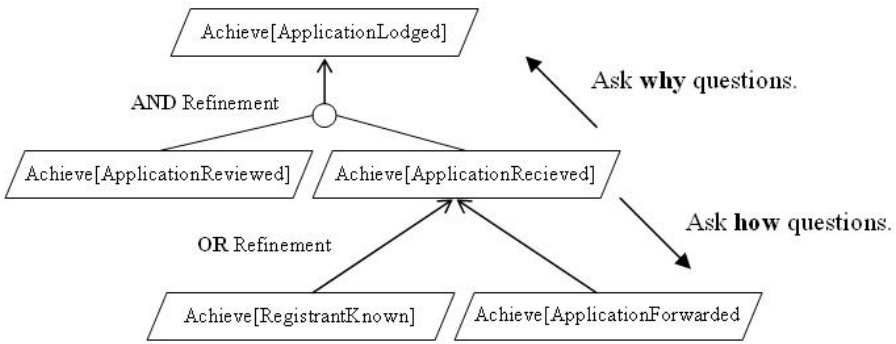 Achieve[ApplicationLodged]
Ask why questions.
AND Refinement
Achieve[ApplicationReviewed]
Achieve[ApplicationRecieved]
Ask how questions.
OR Refinement
Achieve[RegistrantKnown]
Achieve[ApplicationForwarded